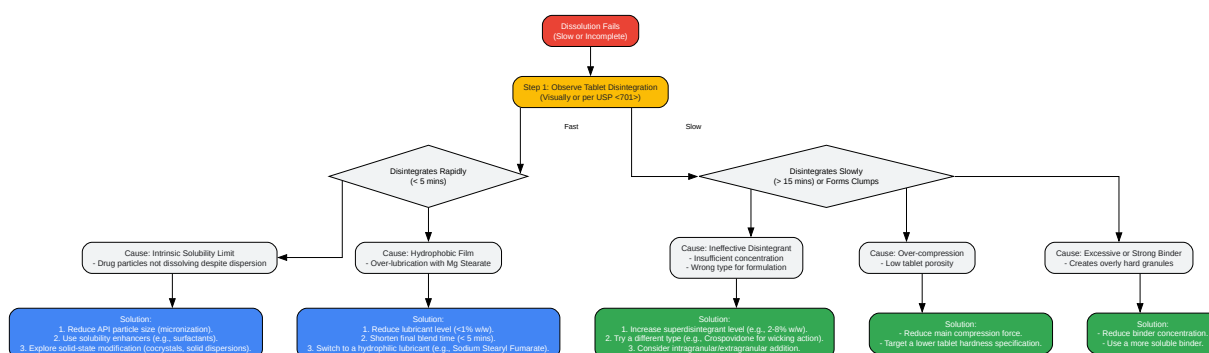 Dissolution Fails
(Slow or Incomplete)
Step 1: Observe Tablet Disintegration
(Visually or per USP <701>)
Fast
Slow
Disintegrates Rapidly
(< 5 mins)
Disintegrates Slowly
(> 15 mins) or Forms Clumps
Cause: Intrinsic Solubility Limit
- Drug particles not dissolving despite dispersion
Cause: Hydrophobic Film
- Over-lubrication with Mg Stearate
Cause: Ineffective Disintegrant
- Insufficient concentration
- Wrong type for formulation
Cause: Over-compression
- Low tablet porosity
Cause: Excessive or Strong Binder
- Creates overly hard granules
Solution:
1. Reduce API particle size (micronization).
2. Use solubility enhancers (e.g., surfactants).
3. Explore solid-state modification (cocrystals, solid dispersions).
Solution:
1. Reduce lubricant level (<1% w/w).
2. Shorten final blend time (< 5 mins).
3. Switch to a hydrophilic lubricant (e.g., Sodium Stearyl Fumarate).
Solution:
1. Increase superdisintegrant level (e.g., 2-8% w/w).
2. Try a different type (e.g., Crospovidone for wicking action).
3. Consider intragranular/extragranular addition.
Solution:
- Reduce main compression force.
- Target a lower tablet hardness specification.
Solution:
- Reduce binder concentration.
- Use a more soluble binder.